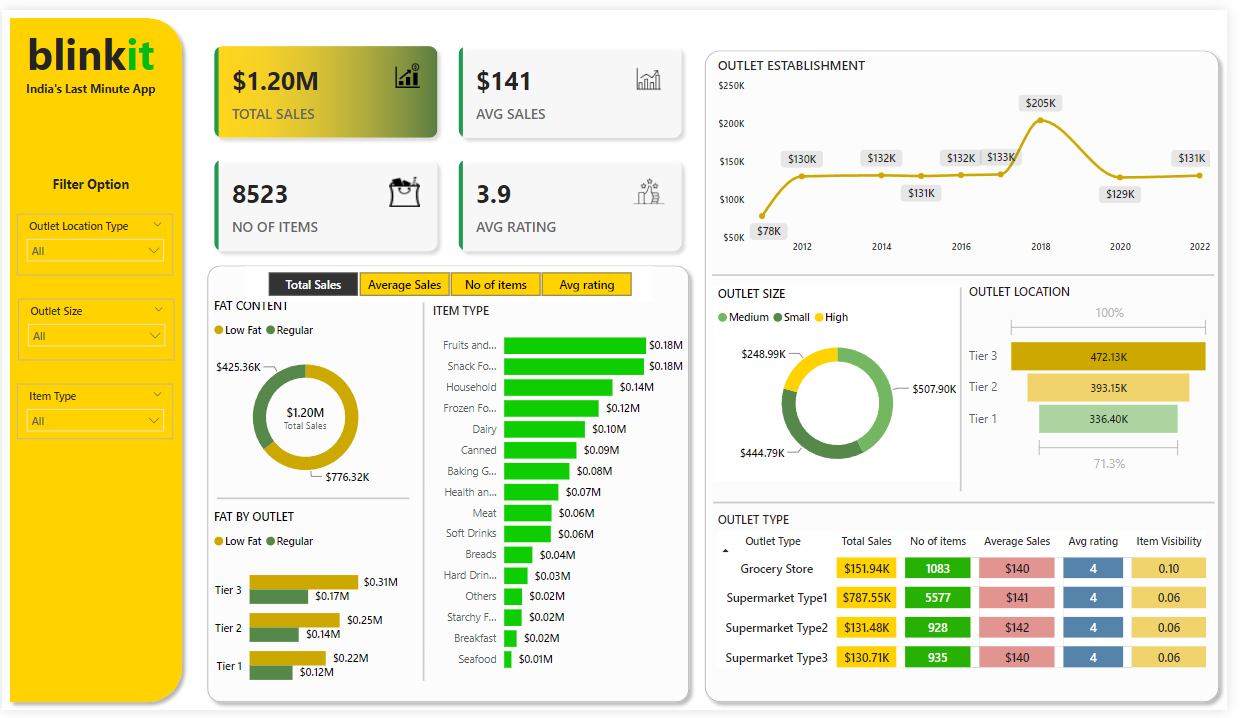 blinkit
India's Last Minute App
Filter Option
Outlet Location Type
All
Outlet Size
All
Item Type
All
$1.20M
TOTAL SALES
$141
AVG SALES
8523
NO OF ITEMS
3.9
AVG RATING
Total Sales
Average Sales
No of items
Avg rating
FAT CONTENT
Low Fat Regular
$425.36K
$1.20M
Total Sales
$776.32K
FAT BY OUTLET
Low Fat Regular
Tier 3 $0.31M
$0.17M
Tier 2 $0.25M
$0.14M
Tier 1 $0.22M
$0.12M
ITEM TYPE
Fruits and... $0.18M
Snack Fo... $0.18M
Household $0.14M
Frozen Fo... $0.12M
Dairy $0.10M
Canned $0.09M
Baking G... $0.08M
Health an... $0.07M
Meat $0.06M
Soft Drinks $0.06M
Breads $0.04M
Hard Drin... $0.03M
Others $0.02M
Starchy F... $0.02M
Breakfast $0.02M
Seafood $0.01M
OUTLET ESTABLISHMENT
$250K
$200K
$150K
$100K
$50K
$78K
$130K
$132K
$131K
$132K
$133K
$205K
$129K
$131K
2012 2014 2016 2018 2020 2022
OUTLET SIZE
Medium Small High
$248.99K
$507.90K
$444.79K
OUTLET LOCATION
100%
Tier 3 472.13K
Tier 2 393.15K
Tier 1 336.40K
71.3%
OUTLET TYPE
Outlet Type Total Sales No of items Average Sales Avg rating Item Visibility
Grocery Store $151.94K 1083 $140 4 0.10
Supermarket Type1 $787.55K 5577 $141 4 0.06
Supermarket Type2 $131.48K 928 $142 4 0.06
Supermarket Type3 $130.71K 935 $140 4 0.06